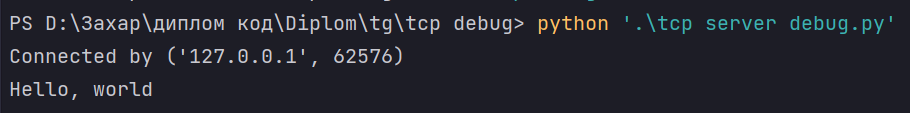 PS D:\Захар\диплом код\Diplom\tg\tcp debug> python '.\tcp server debug.py'
Connected by ('127.0.0.1', 62576)
Hello, world